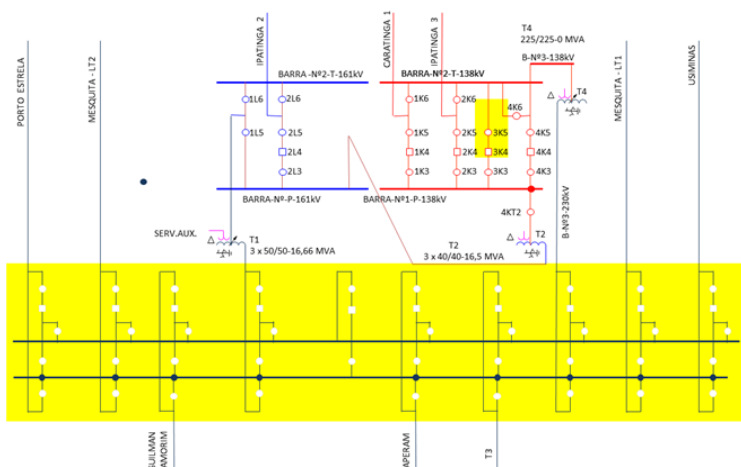 T4
225/225-0 MVA
B-Nº3-138kV
PORTO ESTRELA
MESQUITA - LT2
IPATINGA 2
CARATINGA 1
IPATINGA 3
MESQUITA - LT1
USIMINAS
BARRA -Nº2-T-161kV
BARRA-Nº2-T-138kV
T4
1L6
2L6
1K6
2K6
4K6
1L5
2L5
1K5
2K5
3K5
4K5
2L4
1K4
2K4
3K4
4K4
2L3
1K3
2K3
3K3
4K3
BARRA-Nº-P-161kV
BARRA-Nº1-P-138kV
4KT2
B-Nº3-230kV
SERV.AUX.
T1
3 x 50/50-16,66 MVA
T2
T2
3 x 40/40-16,5 MVA
GUILMAN
AMORIM
APERAM
T3